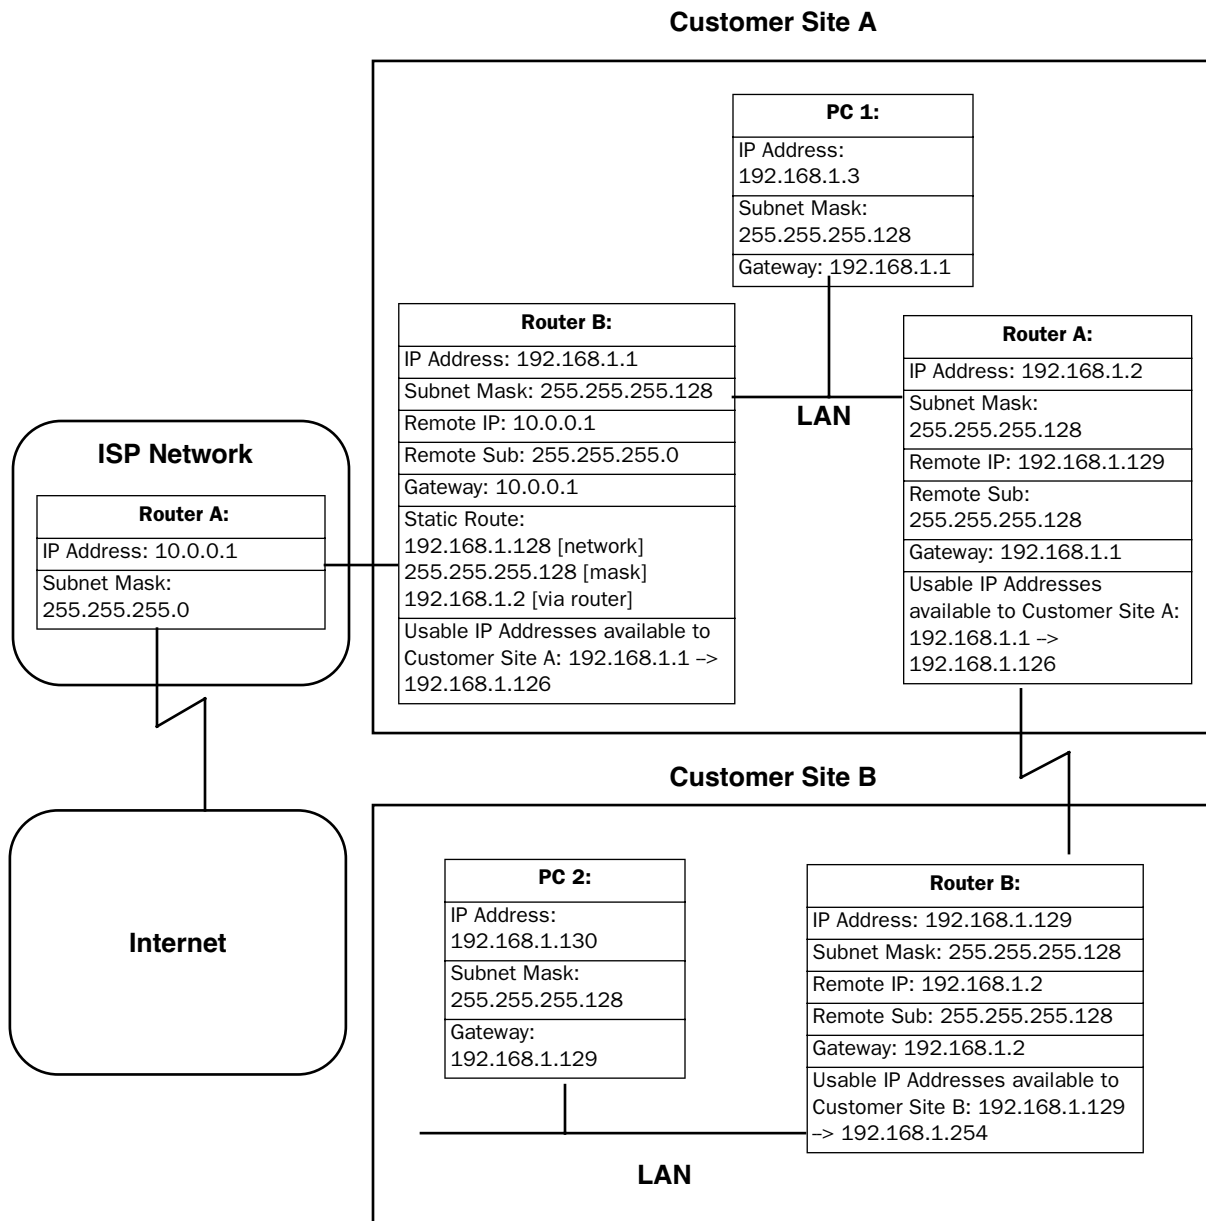 Customer Site A
PC 1:
IP Address:
192.168.1.3
Subnet Mask:
255.255.255.128
Gateway: 192.168.1.1
Router B:
IP Address: 192.168.1.1
Subnet Mask: 255.255.255.128
Remote IP: 10.0.0.1
Remote Sub: 255.255.255.0
Gateway: 10.0.0.1
Static Route:
192.168.1.128 [network]
255.255.255.128 [mask]
192.168.1.2 [via router]
Usable IP Addresses available to
Customer Site A: 192.168.1.1 –>
192.168.1.126
LAN
Router A:
IP Address: 192.168.1.2
Subnet Mask:
255.255.255.128
Remote IP: 192.168.1.129
Remote Sub:
255.255.255.128
Gateway: 192.168.1.1
Usable IP Addresses
available to Customer Site A:
192.168.1.1 –>
192.168.1.126
ISP Network
Router A:
IP Address: 10.0.0.1
Subnet Mask:
255.255.255.0
Internet
Customer Site B
PC 2:
IP Address:
192.168.1.130
Subnet Mask:
255.255.255.128
Gateway:
192.168.1.129
Router B:
IP Address: 192.168.1.129
Subnet Mask: 255.255.255.128
Remote IP: 192.168.1.2
Remote Sub: 255.255.255.128
Gateway: 192.168.1.2
Usable IP Addresses available to
Customer Site B: 192.168.1.129
–> 192.168.1.254
LAN